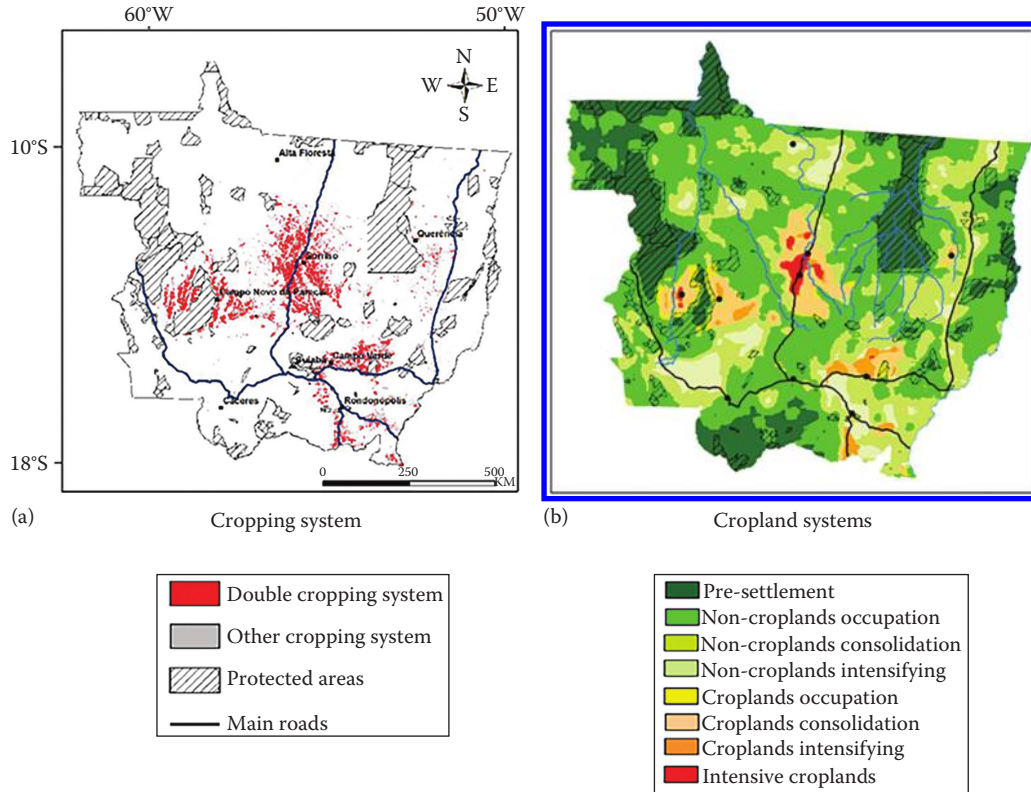 60°W 50°W
N
W E
S
10°S
Alta Floresta
Querência
Sorriso
Campo Novo do Parecis
Cuiabá Campo Verde
Cáceres
Rondonópolis
18°S
0 250 500
KM
(a) Cropping system
(b) Cropland systems
Double cropping system
Other cropping system
Protected areas
Main roads
Pre-settlement
Non-croplands occupation
Non-croplands consolidation
Non-croplands intensifying
Croplands occupation
Croplands consolidation
Croplands intensifying
Intensive croplands